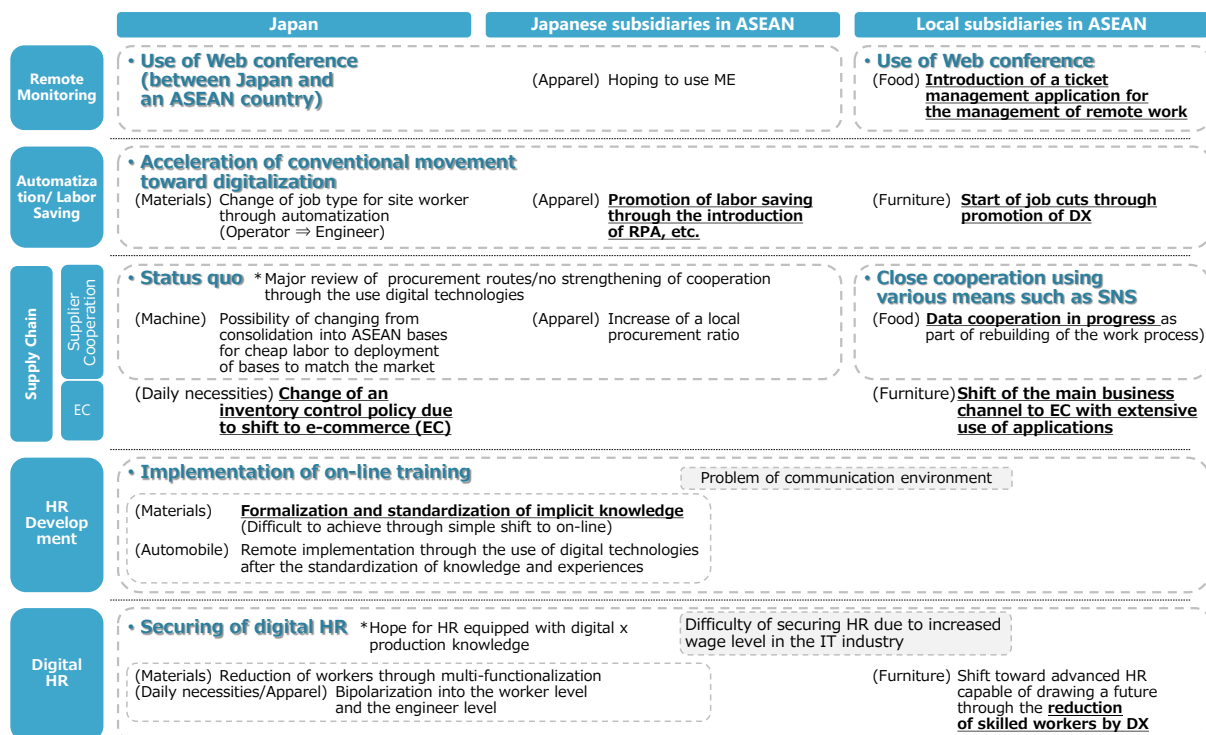 Japan
Japanese subsidiaries in ASEAN
Local subsidiaries in ASEAN
Remote
Monitoring
• Use of Web conference
(between Japan and
an ASEAN country)
(Apparel) Hoping to use ME
• Use of Web conference
(Food) Introduction of a ticket
management application for
the management of remote work
Automatiza
tion/ Labor
Saving
• Acceleration of conventional movement
toward digitalization
(Materials) Change of job type for site worker
through automatization
(Operator ⇒ Engineer)
(Apparel) Promotion of labor saving
through the introduction
of RPA, etc.
(Furniture) Start of job cuts through
promotion of DX
Supply Chain
Supplier
Cooperation
• Status quo *Major review of procurement routes/no strengthening of cooperation
through the use digital technologies
(Machine) Possibility of changing from
consolidation into ASEAN bases
for cheap labor to deployment
of bases to match the market
(Apparel) Increase of a local
procurement ratio
• Close cooperation using
various means such as SNS
(Food) Data cooperation in progress as
part of rebuilding of the work process)
EC
(Daily necessities) Change of an
inventory control policy due
to shift to e-commerce (EC)
(Furniture) Shift of the main business
channel to EC with extensive
use of applications
HR
Develop
ment
• Implementation of on-line training
Problem of communication environment
(Materials) Formalization and standardization of implicit knowledge
(Difficult to achieve through simple shift to on-line)
(Automobile) Remote implementation through the use of digital technologies
after the standardization of knowledge and experiences
Digital
HR
• Securing of digital HR *Hope for HR equipped with digital x
production knowledge
Difficulty of securing HR due to increased
wage level in the IT industry
(Materials) Reduction of workers through multi-functionalization
(Daily necessities/Apparel) Bipolarization into the worker level
and the engineer level
(Furniture) Shift toward advanced HR
capable of drawing a future
through the reduction
of skilled workers by DX